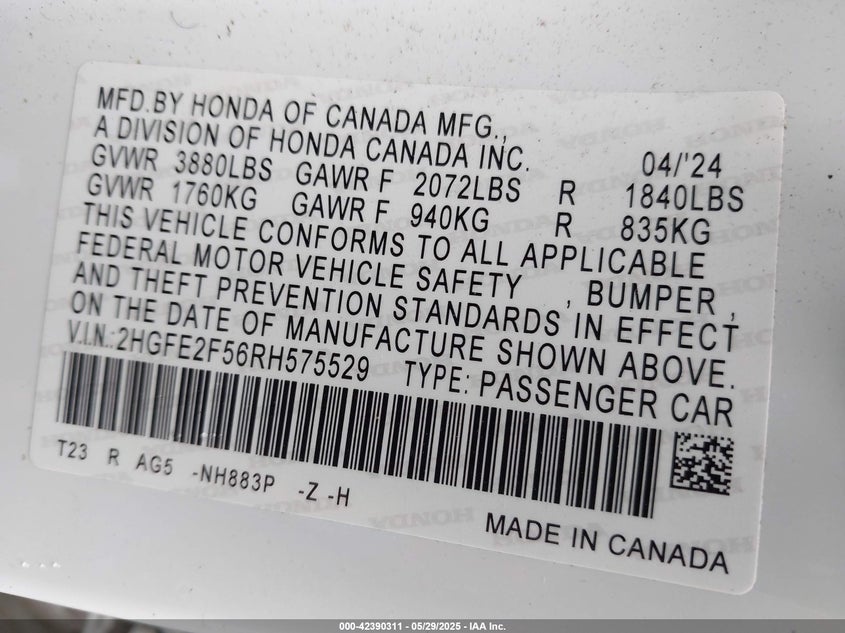 MFD.BY HONDA OF CANADA MFG.,
A DIVISION OF HONDA CANADA INC. 04/'24
GVWR 3880LBS GAWR F 2072LBS R 1840LBS
GVWR 1760KG GAWR F 940KG R 835KG
THIS VEHICLE CONFORMS TO ALL APPLICABLE
FEDERAL MOTOR VEHICLE SAFETY , BUMPER ,
AND THEFT PREVENTION STANDARDS IN EFFECT
ON THE DATE OF MANUFACTURE SHOWN ABOVE.
V.I.N.:2HGFE2F56RH575529 TYPE: PASSENGER CAR
T23 R AG5 -NH883P -Z -H
MADE IN CANADA
000-42390311 — 05/29/2025 — IAA Inc.